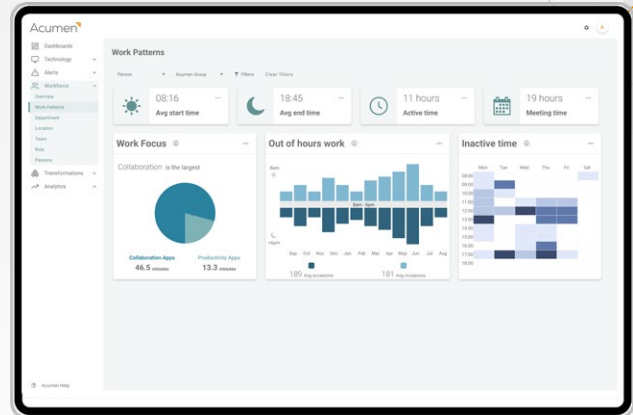 Acumen
A
Dashboards
Technology
Alerts
Workforce
Overview
Work Patterns
Department
Location
Team
Role
Persona
Transformations
Analytics
Acumen Help
Work Patterns
Person
Acumen Group
Filters
Clear filters
08:16
Avg start time
18:45
Avg end time
11 hours
Active time
19 hours
Meeting time
Work Focus
Collaboration is the largest
Collaboration Apps
46.5 minutes
Productivity Apps
13.3 minutes
Out of hours work
8am - 6pm
Sep Oct Nov Dec Jan Feb Mar Apr May Jun Jul Aug
189 Avg occasions
181 Avg occasions
Inactive time
Mon Tue Wed Thu Fri Sat
08:00
09:00
10:00
11:00
12:00
13:00
14:00
15:00
16:00
17:00
18:00